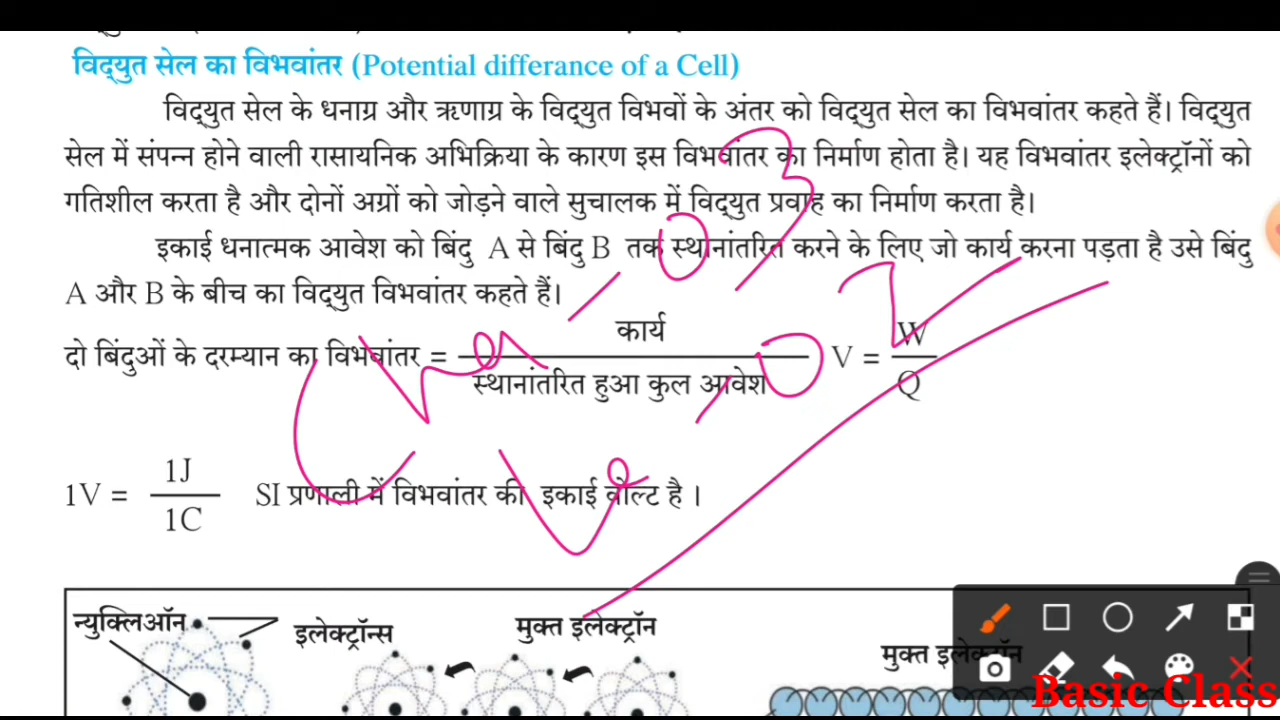 विद्युत सेल का विभवांतर (Potential differance of a Cell)
विद्युत सेल के धनाग्र और ऋणाग्र के विद्युत विभवों के अंतर को विद्युत सेल का विभवांतर कहते हैं। विद्युत
सेल में संपन्न होने वाली रासायनिक अभिक्रिया के कारण इस विभवांतर का निर्माण होता है। यह विभवांतर इलेक्ट्रॉनों को
गतिशील करता है और दोनों अग्रों को जोड़ने वाले सुचालक में विद्युत प्रवाह का निर्माण करता है।
इकाई धनात्मक आवेश को बिंदु A से बिंदु B तक स्थानांतरित करने के लिए जो कार्य करना पड़ता है उसे बिंदु
A और B के बीच का विद्युत विभवांतर कहते हैं।
दो बिंदुओं के दरम्यान का विभवांतर = कार्य / स्थानांतरित हुआ कुल आवेश V = W / Q
1V = 1J / 1C SI प्रणाली में विभवांतर की इकाई वोल्ट है ।
न्युक्लिऑन
इलेक्ट्रॉन्स
मुक्त इलेक्ट्रॉन
मुक्त इलेक्ट्रॉन
Basic Class